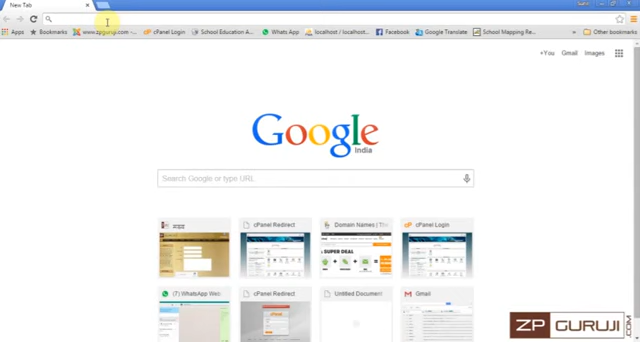 New Tab
Apps Bookmarks www.zpguruji.com -... cPanel Login School Education A... Whats App localhost / localhost/... Facebook Google Translate School Mapping Re... » Other bookmarks
+You Gmail Images
Google
India
Search Google or type URL
cPanel Redirect Domain Names | The cPanel Login
SUPER DEAL
(7) WhatsApp Web cPanel Redirect Untitled Document Gmail
cPanel
ZP GURUJI .COM